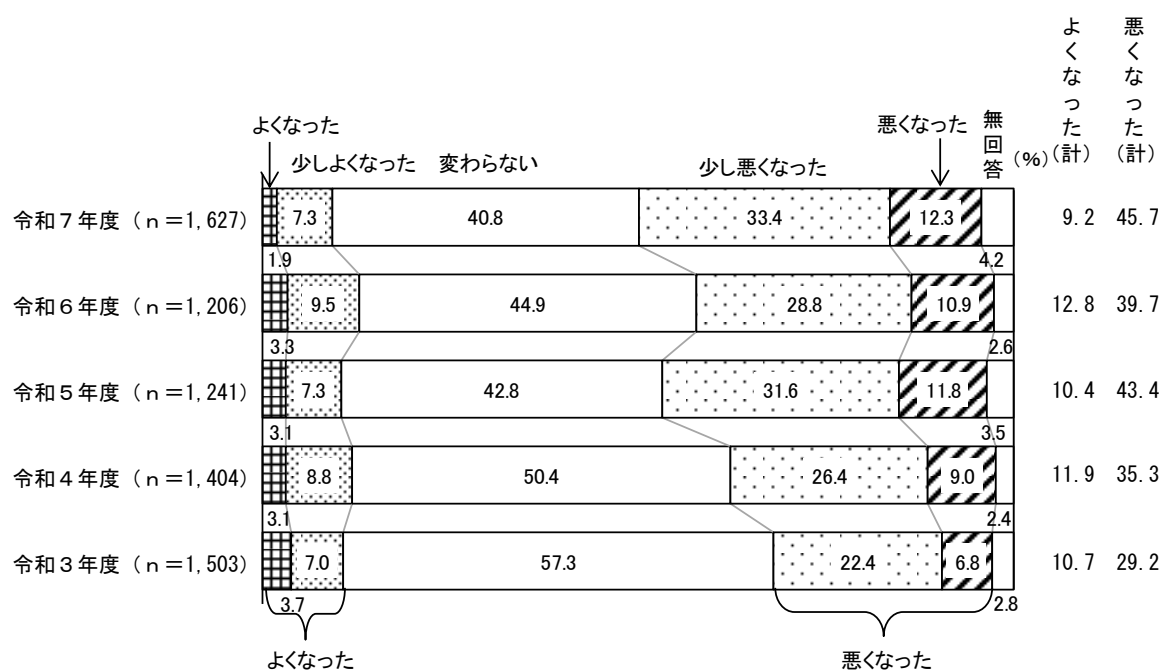 よくなった(計)
悪くなった(計)
よくなった
悪くなった
無回答
(%)
少しよくなった 変わらない 少し悪くなった
令和7年度(n=1,627) 7.3 40.8 33.4 12.3 9.2 45.7
1.9 4.2
令和6年度(n=1,206) 9.5 44.9 28.8 10.9 12.8 39.7
3.3 2.6
令和5年度(n=1,241) 7.3 42.8 31.6 11.8 10.4 43.4
3.1 3.5
令和4年度(n=1,404) 8.8 50.4 26.4 9.0 11.9 35.3
3.1 2.4
令和3年度(n=1,503) 7.0 57.3 22.4 6.8 10.7 29.2
3.7 2.8
よくなった 悪くなった